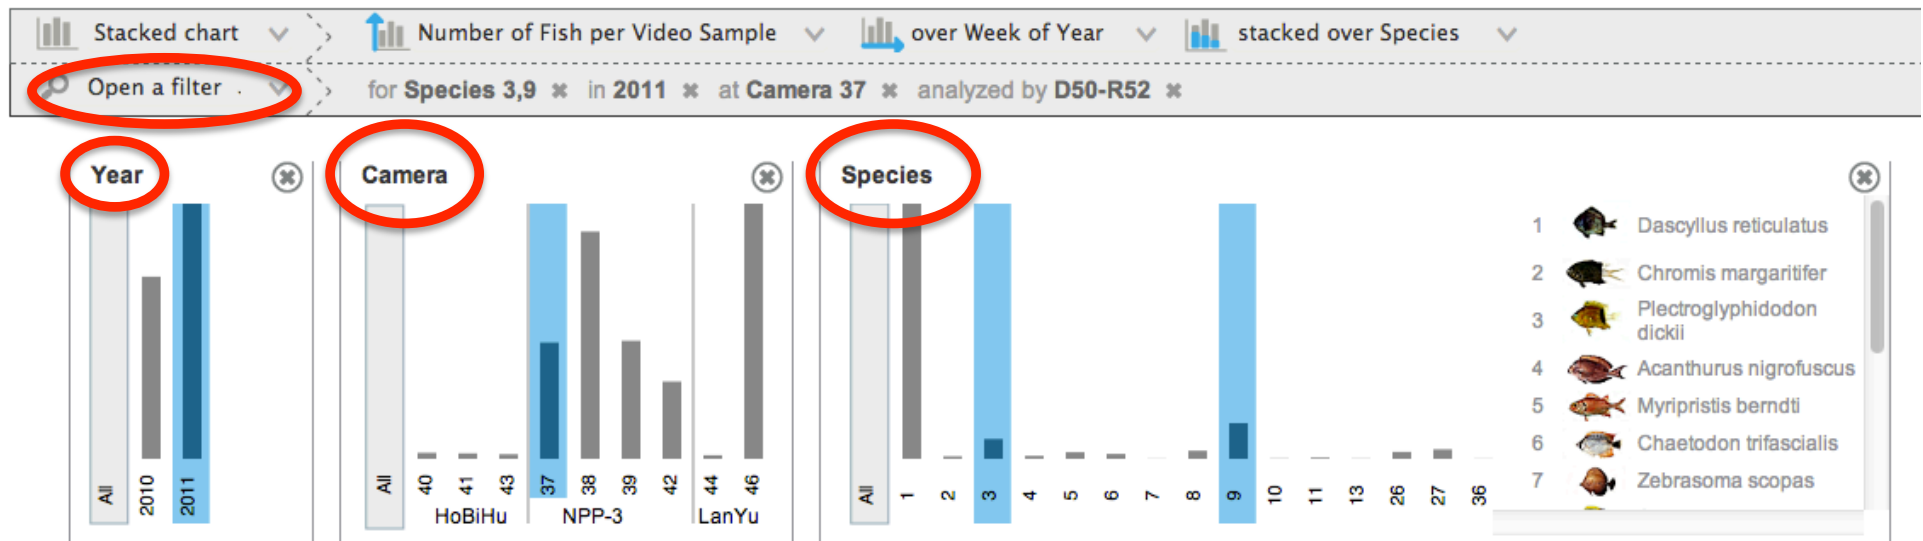 Stacked chart Number of Fish per Video Sample over Week of Year stacked over Species
Open a filter . for Species 3,9 in 2011 at Camera 37 analyzed by D50-R52
Year
All 2010 2011
Camera
All 40 41 43 37 38 39 42 44 46
HoBiHu NPP-3 LanYu
Species
All 1 2 3 4 5 6 7 8 9 10 11 13 26 27 36
1 Dascyllus reticulatus
2 Chromis margaritifer
3 Plectroglyphidodon
dickii
4 Acanthurus nigrofuscus
5 Myripristis berndti
6 Chaetodon trifascialis
7 Zebrasoma scopas